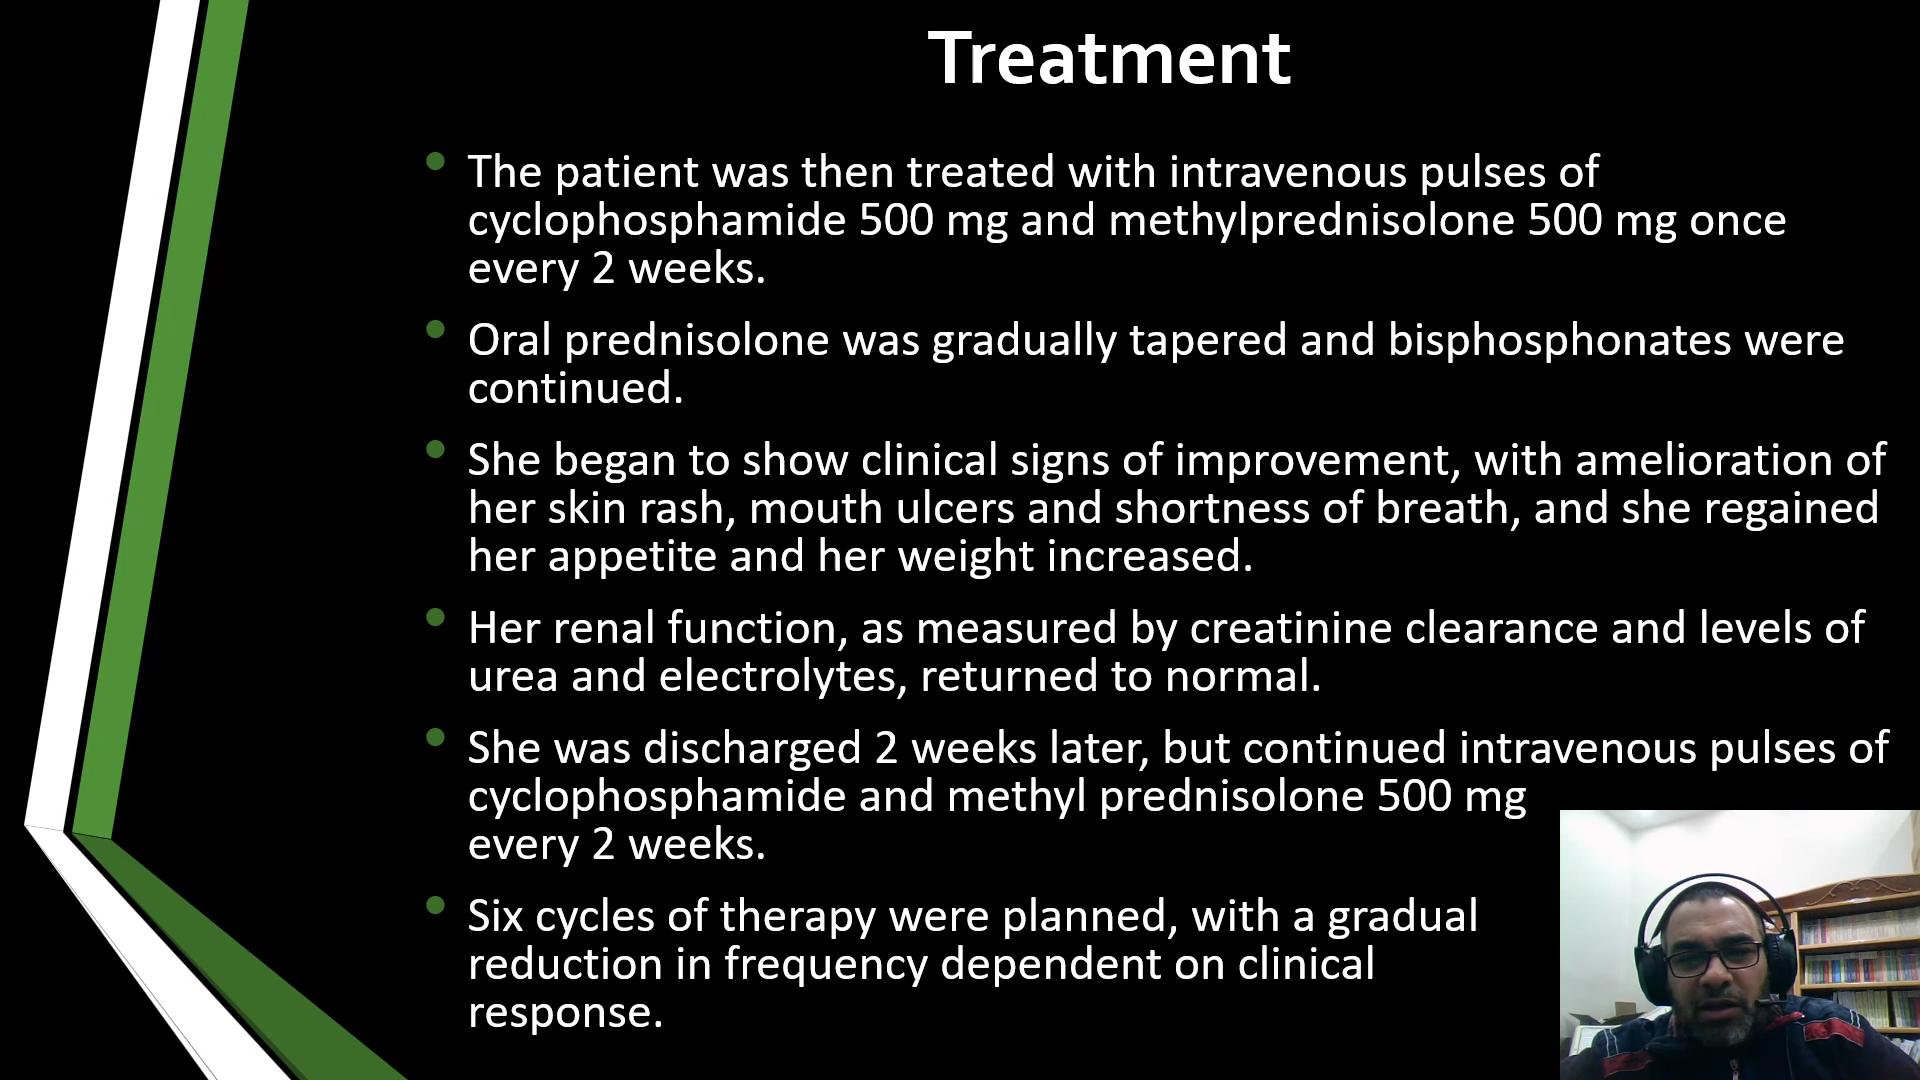 Treatment
The patient was then treated with intravenous pulses of
cyclophosphamide 500 mg and methylprednisolone 500 mg once
every 2 weeks.
Oral prednisolone was gradually tapered and bisphosphonates were
continued.
She began to show clinical signs of improvement, with amelioration of
her skin rash, mouth ulcers and shortness of breath, and she regained
her appetite and her weight increased.
Her renal function, as measured by creatinine clearance and levels of
urea and electrolytes, returned to normal.
She was discharged 2 weeks later, but continued intravenous pulses of
cyclophosphamide and methyl prednisolone 500 mg
every 2 weeks.
Six cycles of therapy were planned, with a gradual
reduction in frequency dependent on clinical
response.